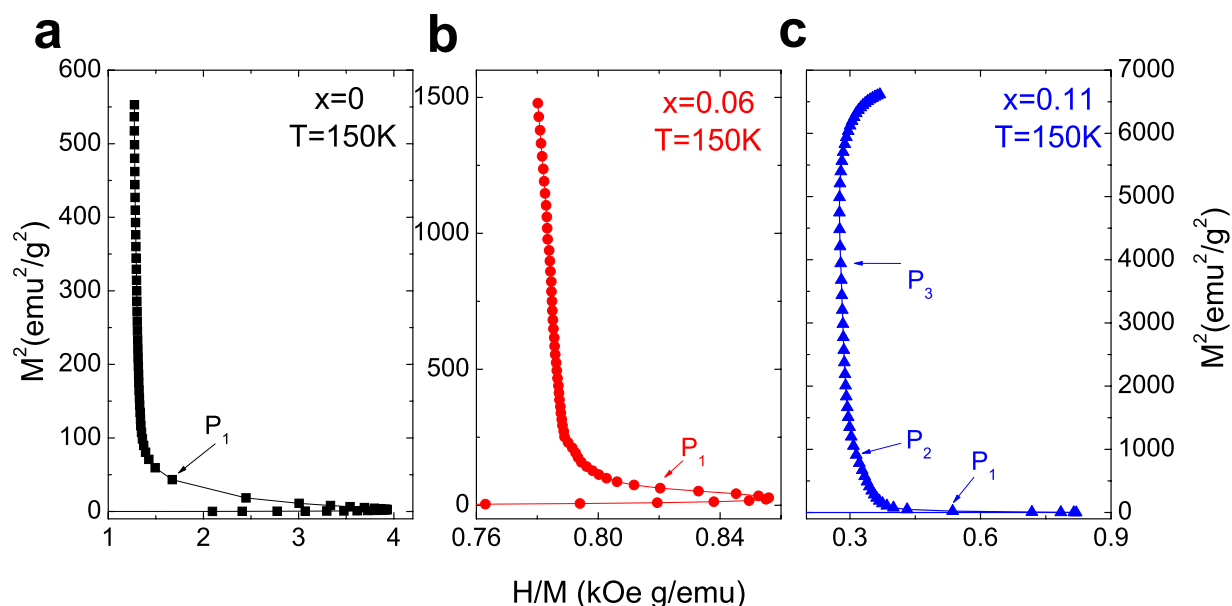 a
b
c
x=0
T=150K
x=0.06
T=150K
x=0.11
T=150K
M²(emu²/g²)
600
500
400
300
200
100
0
P₁
1
2
3
4
1500
1000
500
0
P₁
0.76
0.80
0.84
P₃
P₂
P₁
0.3
0.6
0.9
7000
6000
5000
4000
3000
2000
1000
0
M²(emu²/g²)
H/M (kOe g/emu)